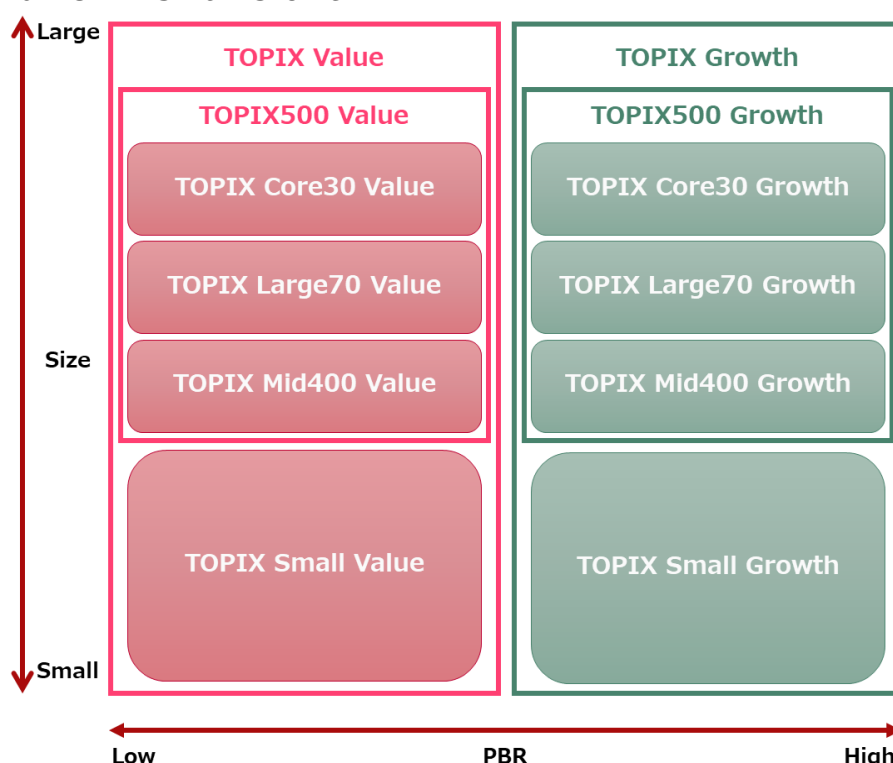 Large
TOPIX Value
TOPIX Growth
TOPIX500 Value
TOPIX500 Growth
TOPIX Core30 Value
TOPIX Core30 Growth
TOPIX Large70 Value
TOPIX Large70 Growth
Size
TOPIX Mid400 Value
TOPIX Mid400 Growth
TOPIX Small Value
TOPIX Small Growth
Small
Low
PBR
High